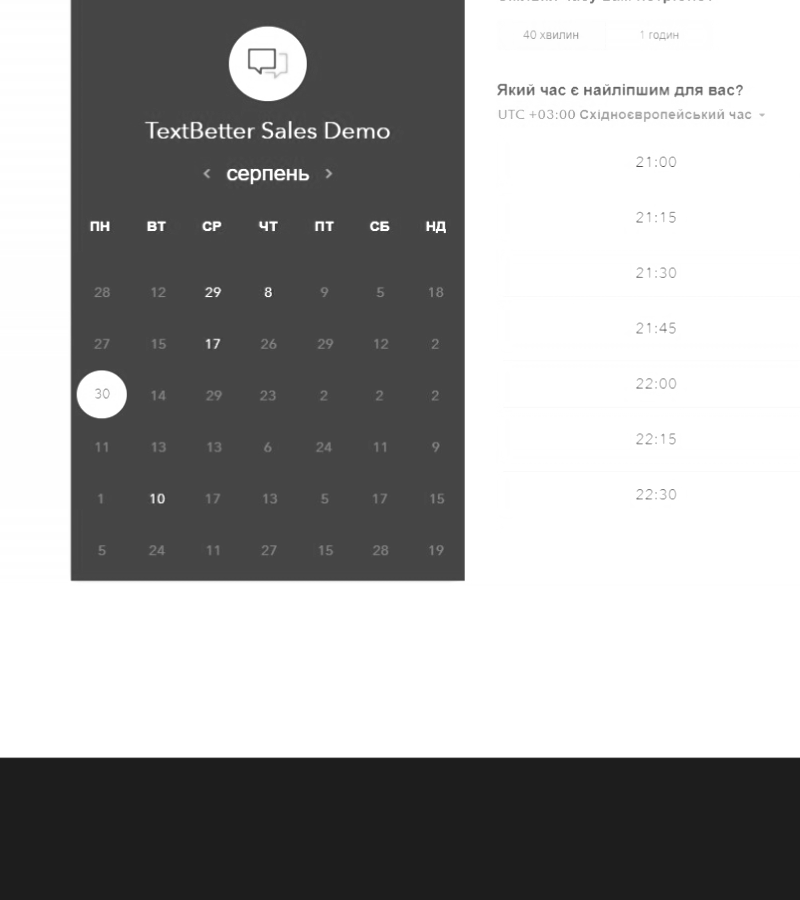 TextBetter Sales Demo
серпень
ПН ВТ СР ЧТ ПТ СБ НД
28 12 29 8 9 5 18
27 15 17 26 29 12 2
30 14 29 23 2 2 2
11 13 13 6 24 11 9
1 10 17 13 5 17 15
5 24 11 27 15 28 19
40 хвилин 1 годин
Який час є найліпшим для вас?
UTC +03:00 Східноєвропейський час
21:00
21:15
21:30
21:45
22:00
22:15
22:30